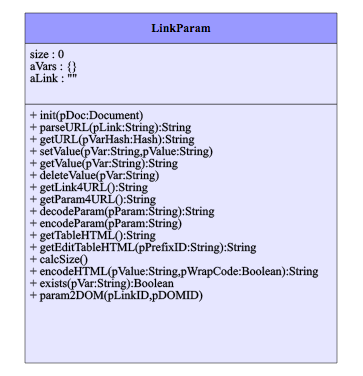 LinkParam
size : 0
aVars : {}
aLink : ""
+ init(pDoc:Document)
+ parseURL(pLink:String):String
+ getURL(pVarHash:Hash):String
+ setValue(pVar:String,pValue:String)
+ getValue(pVar:String):String
+ deleteValue(pVar:String)
+ getLink4URL():String
+ getParam4URL():String
+ decodeParam(pParam:String):String
+ encodeParam(pParam:String)
+ getTableHTML():String
+ getEditTableHTML(pPrefixID:String):String
+ calcSize()
+ encodeHTML(pValue:String,pWrapCode:Boolean):String
+ exists(pVar:String):Boolean
+ param2DOM(pLinkID,pDOMID)